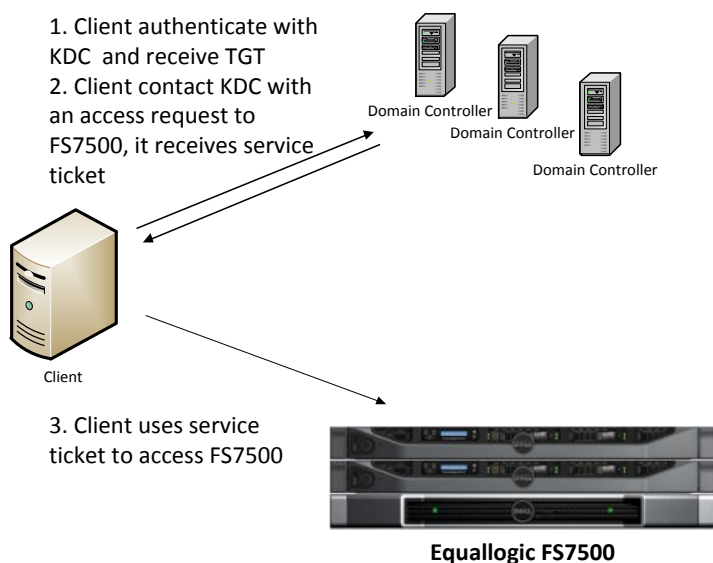 1. Client authenticate with
KDC and receive TGT
2. Client contact KDC with
an access request to
FS7500, it receives service
ticket
Domain Controller
Domain Controller
Domain Controller
Client
3. Client uses service
ticket to access FS7500
DELL
Equallogic FS7500